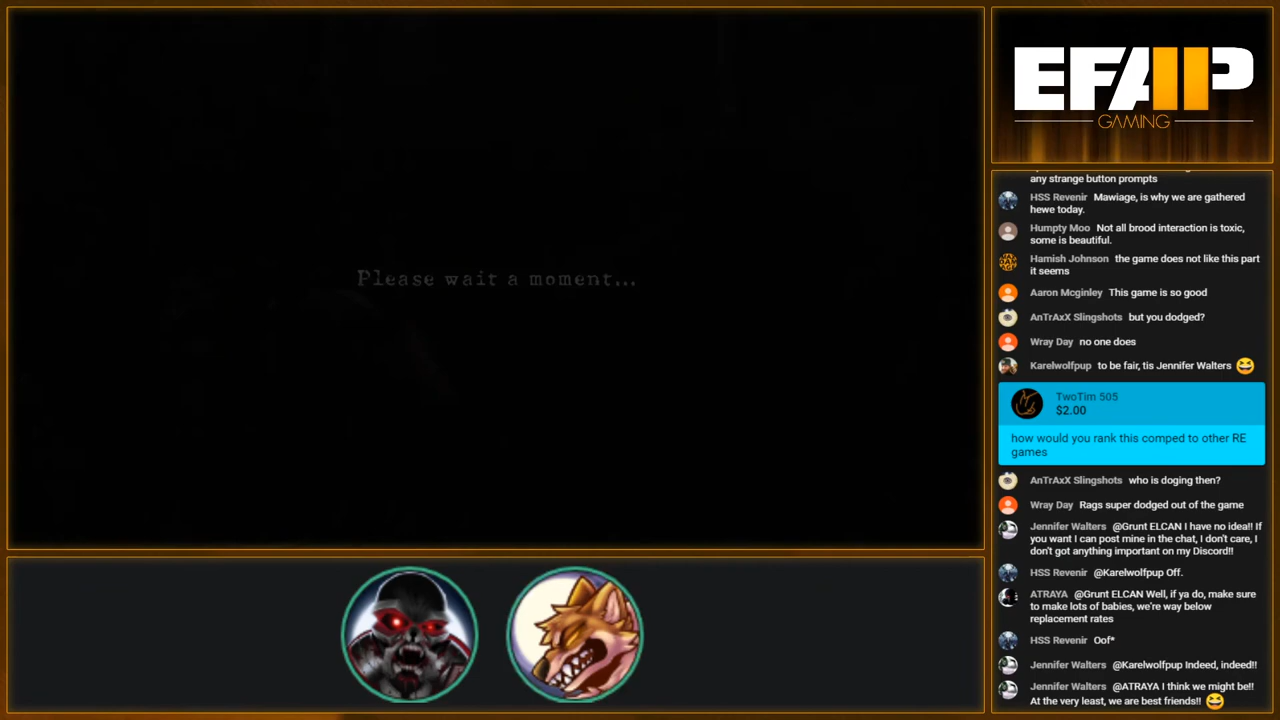 Please wait a moment...
EFAP
GAMING
any strange button prompts
HSS Revenir Mawiage, is why we are gathered
hewe today.
Humpty Moo Not all brood interaction is toxic,
some is beautiful.
Hamish Johnson the game does not like this part
it seems
Aaron Mcginley This game is so good
AnTrAxX Slingshots but you dodged?
Wray Day no one does
Karelwolfpup to be fair, tis Jennifer Walters
TwoTim 505
$2.00
how would you rank this comped to other RE
games
AnTrAxX Slingshots who is doging then?
Wray Day Rags super dodged out of the game
Jennifer Walters @Grunt ELCAN I have no idea!! If
you want I can post mine in the chat, I don't care, I
don't got anything important on my Discord!!
HSS Revenir @Karelwolfpup Off.
ATRAYA @Grunt ELCAN Well, if ya do, make sure
to make lots of babies, we're way below
replacement rates
HSS Revenir Oof*
Jennifer Walters @Karelwolfpup Indeed, indeed!!
Jennifer Walters @ATRAYA I think we might be!!
At the very least, we are best friends!!